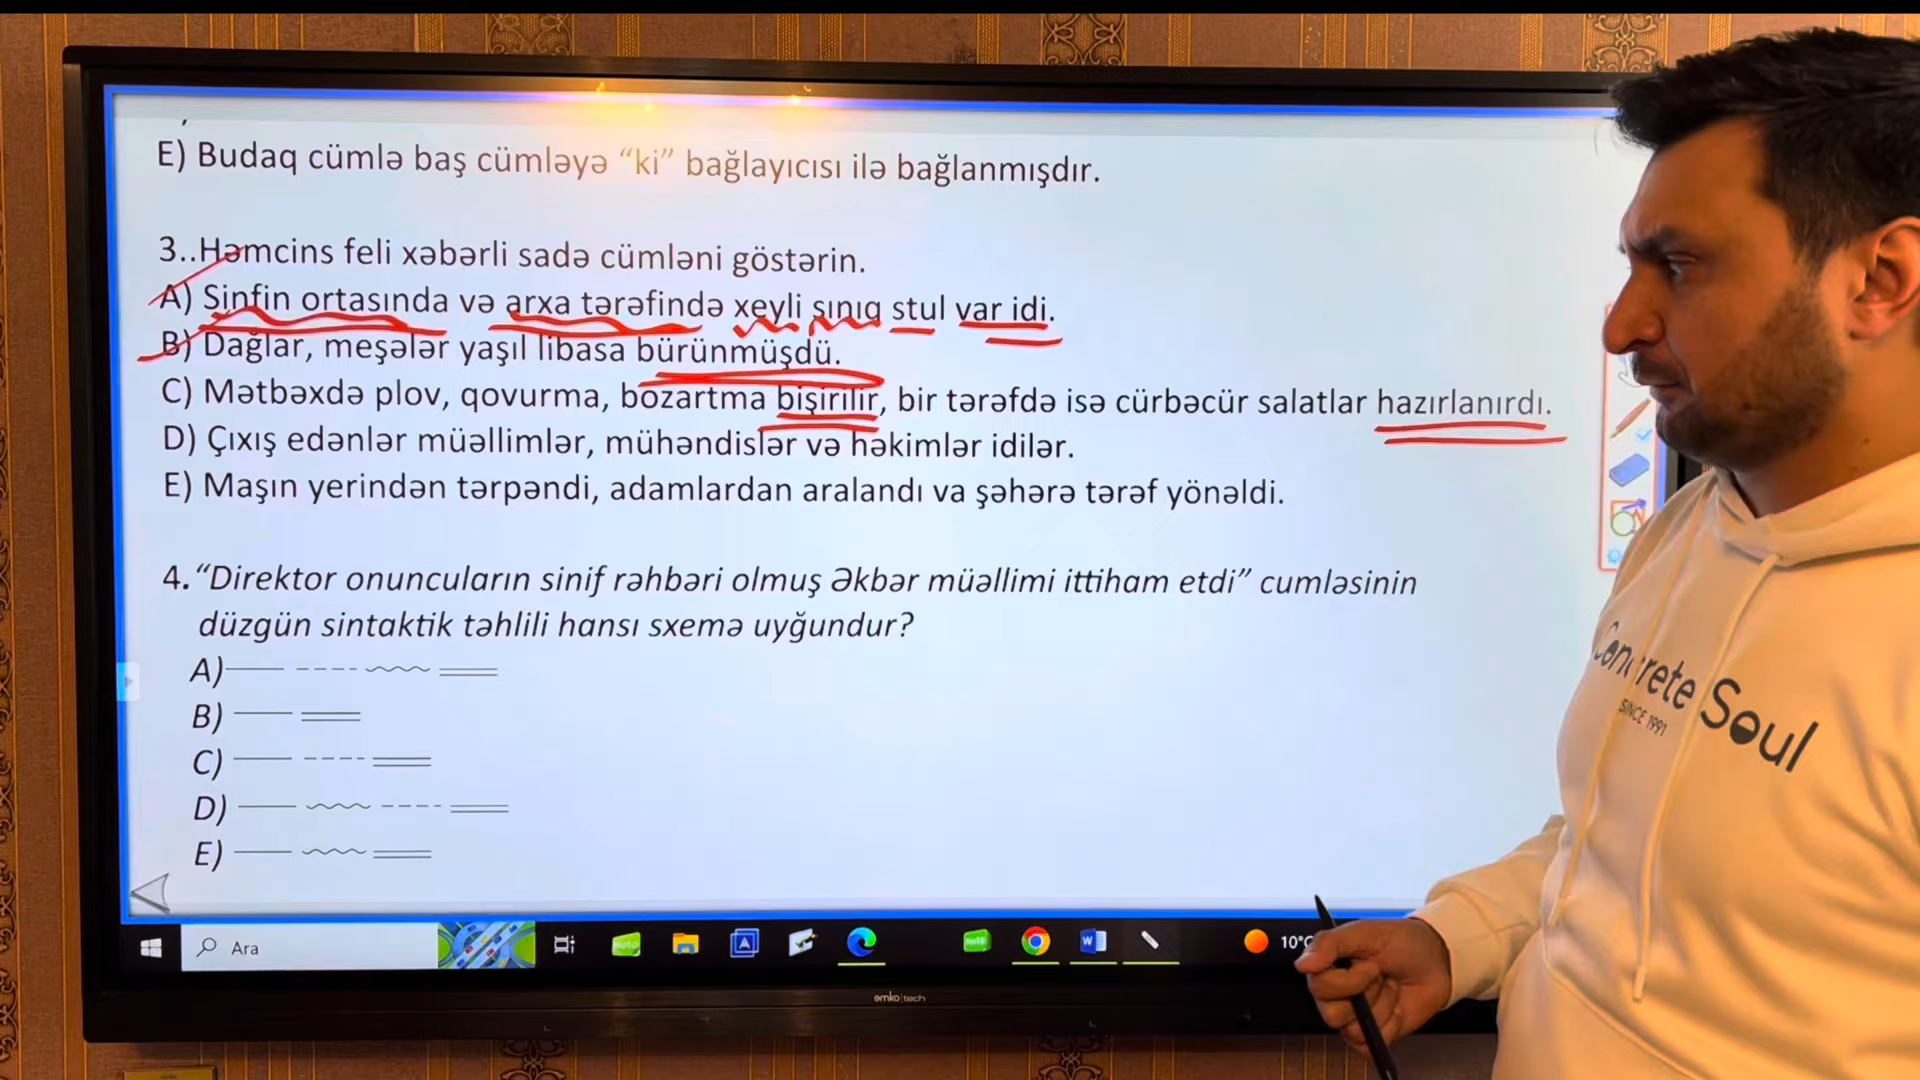 E) Budaq cümlə baş cümləyə “ki” bağlayıcısı ilə bağlanmışdır.
3..Həmcins feli xəbərli sadə cümləni göstərin.
A) Sinfin ortasında və arxa tərəfində xeyli sınıq stul var idi.
B) Dağlar, meşələr yaşıl libasa bürünmüşdü.
C) Mətbəxdə plov, qovurma, bozartma bişirilir, bir tərəfdə isə cürbəcür salatlar hazırlanırdı.
D) Çıxış edənlər müəllimlər, mühəndislər və həkimlər idilər.
E) Maşın yerindən tərpəndi, adamlardan aralandı va şəhərə tərəf yönəldi.
4. “Direktor onuncuların sinif rəhbəri olmuş Əkbər müəllimi ittiham etdi” cumləsinin
düzgün sintaktik təhlili hansı sxemə uyğundur?
A)
B)
C)
D)
E)
Ara
10°C
emko|tech
Concrete Soul
SINCE 1991